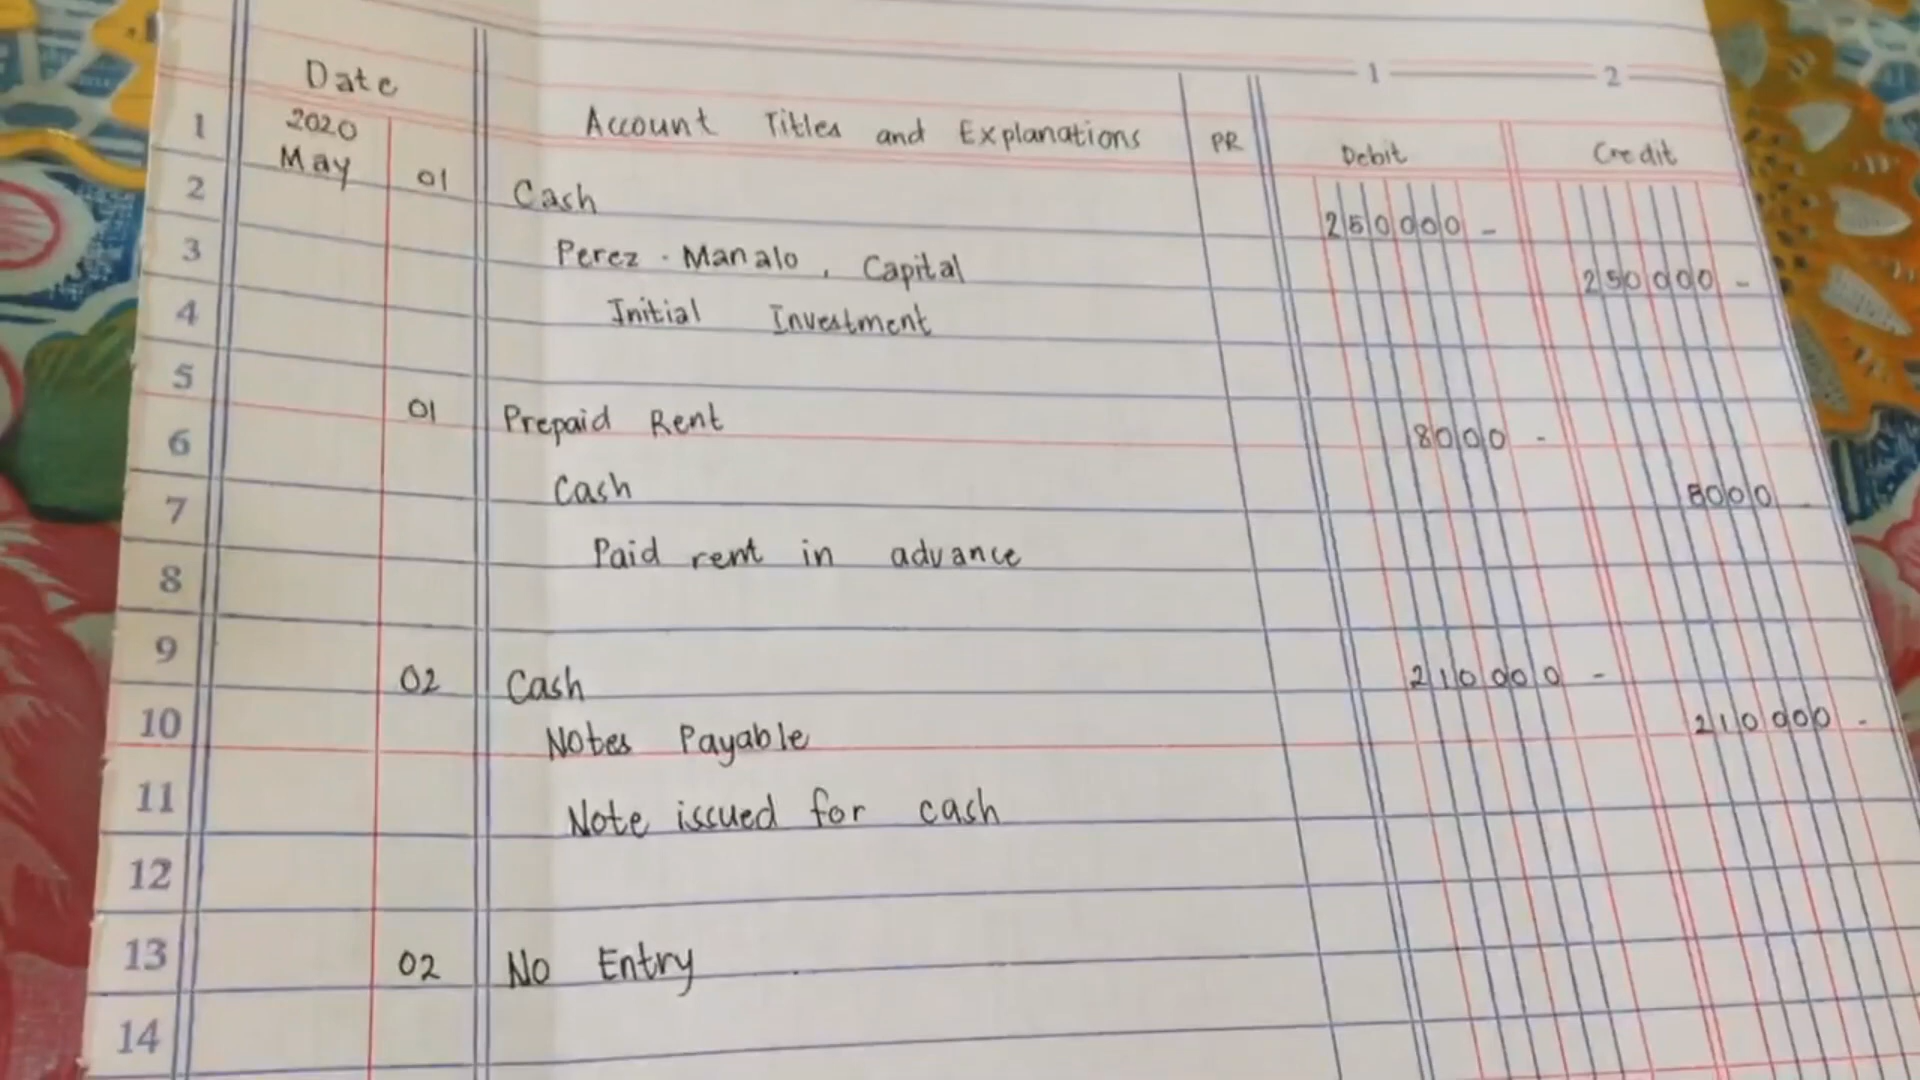 1 2
Date
1 2020 Account Titles and Explanations PR Debit Credit
2 May 01 Cash 250000 -
3 Perez - Manalo, Capital 250000 -
4 Initial Investment
5
6 01 Prepaid Rent 8000 -
7 Cash 8000
8 Paid rent in advance
9
10 02 Cash 210000 -
11 Notes Payable 210000 -
12 Note issued for cash
13
14 02 No Entry